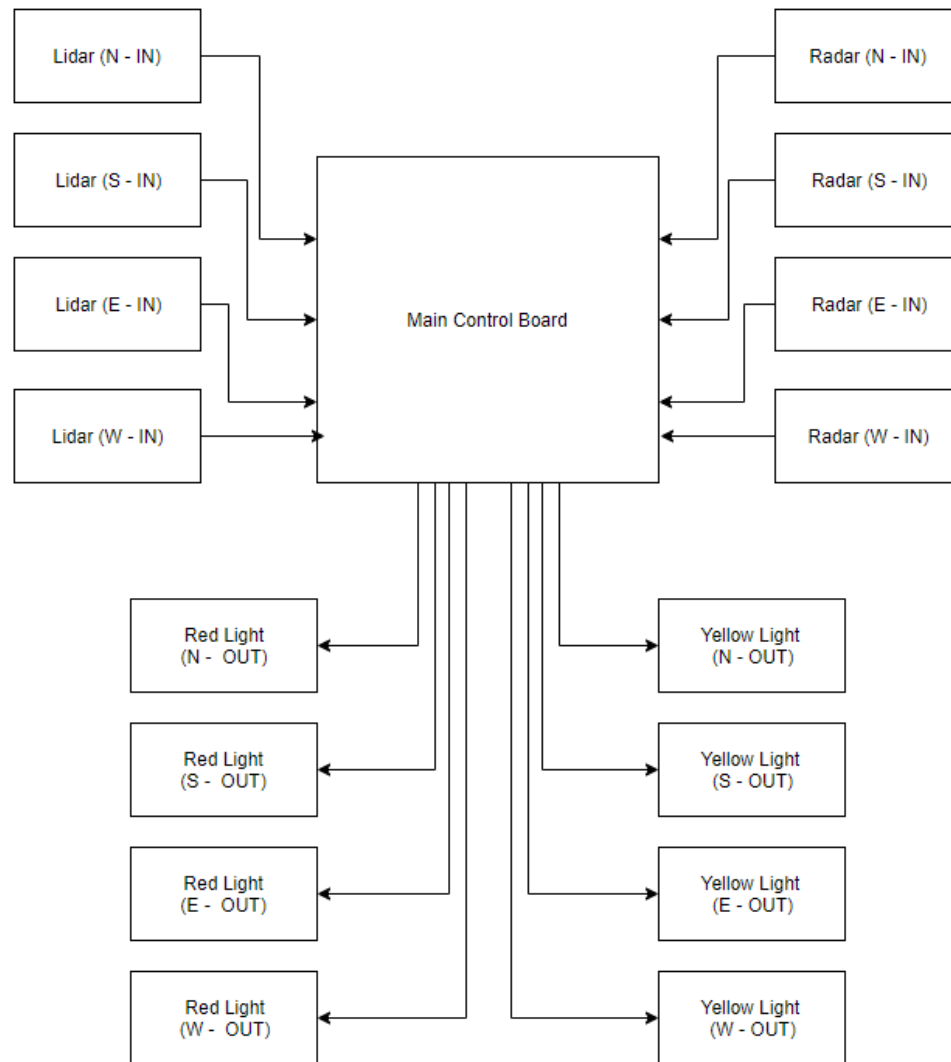 Lidar (N - IN)
Radar (N - IN)
Lidar (S - IN)
Radar (S - IN)
Lidar (E - IN)
Radar (E - IN)
Main Control Board
Lidar (W - IN)
Radar (W - IN)
Red Light
(N -  OUT)
Yellow Light
(N - OUT)
Red Light
(S -  OUT)
Yellow Light
(S - OUT)
Red Light
(E -  OUT)
Yellow Light
(E - OUT)
Red Light
(W -  OUT)
Yellow Light
(W - OUT)